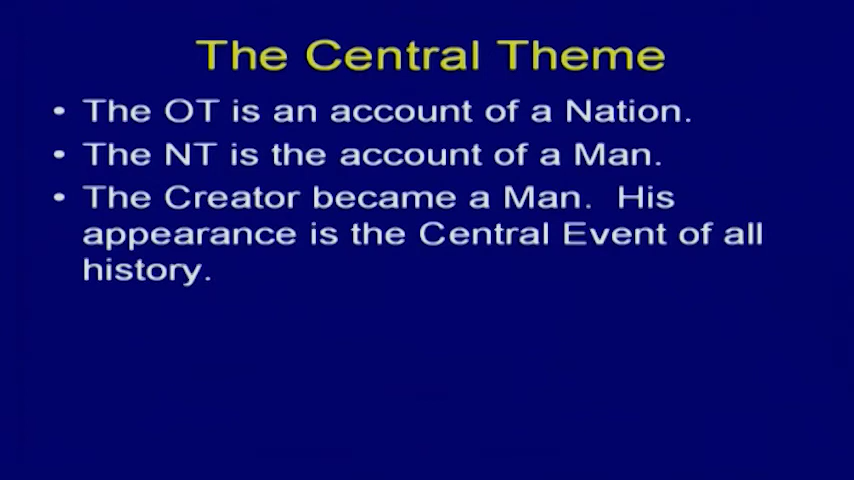 The Central Theme
• The OT is an account of a Nation.
• The NT is the account of a Man.
• The Creator became a Man.  His
appearance is the Central Event of all
history.